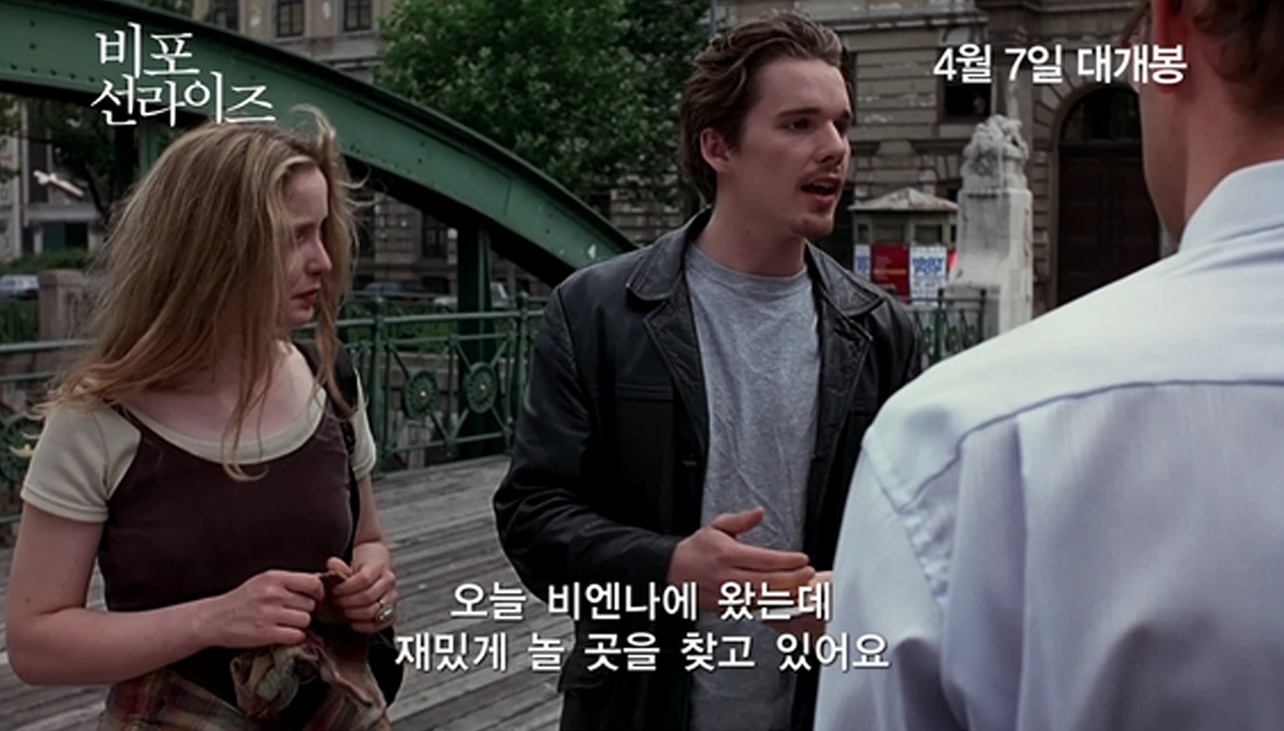 비포
선라이즈
4월 7일 대개봉
오늘 비엔나에 왔는데
재밌게 놀 곳을 찾고 있어요